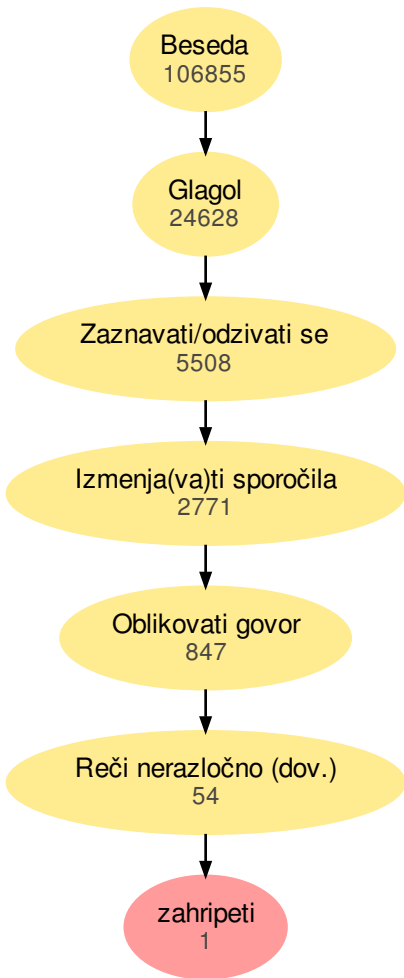 Beseda
106855
Glagol
24628
Zaznavati/odzivati se
5508
Izmenja(va)ti sporočila
2771
Oblikovati govor
847
Reči nerazločno (dov.)
54
zahripeti
1